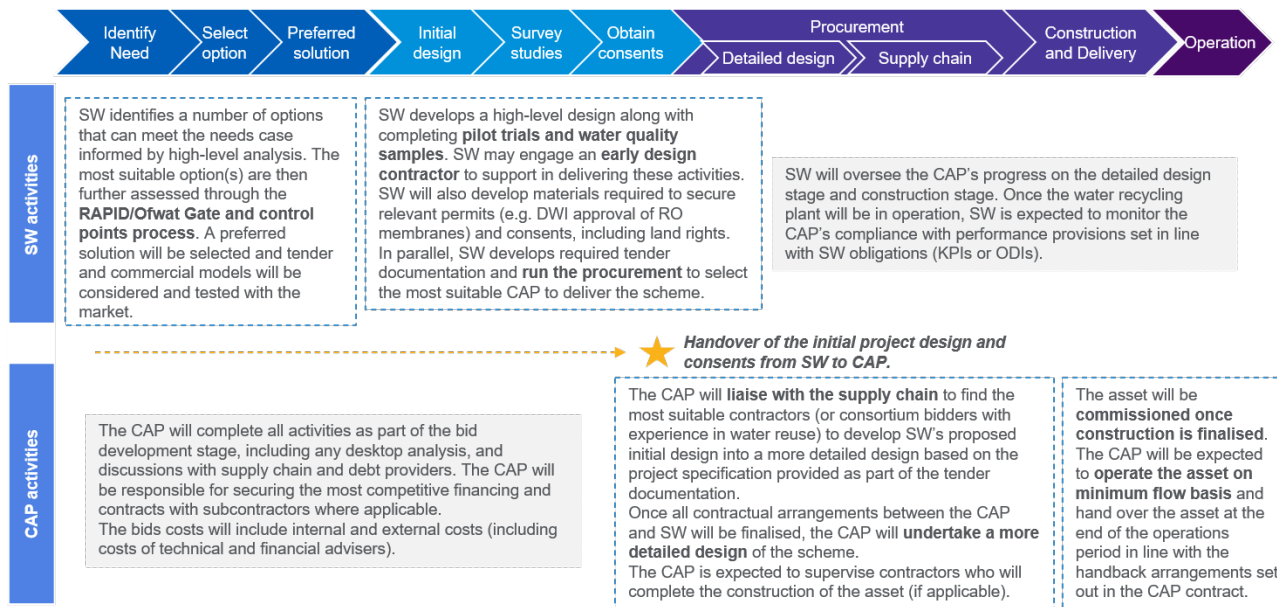 Identify
Need
Select
option
Preferred
solution
Initial
design
Survey
studies
Obtain
consents
Procurement
Detailed design
Supply chain
Construction
and Delivery
Operation
SW activities
SW identifies a number of options
that can meet the needs case
informed by high-level analysis. The
most suitable option(s) are then
further assessed through the
RAPID/Ofwat Gate and control
points process. A preferred
solution will be selected and tender
and commercial models will be
considered and tested with the
market.
SW develops a high-level design along with
completing pilot trials and water quality
samples. SW may engage an early design
contractor to support in delivering these activities.
SW will also develop materials required to secure
relevant permits (e.g. DWI approval of RO
membranes) and consents, including land rights.
In parallel, SW develops required tender
documentation and run the procurement to select
the most suitable CAP to deliver the scheme.
SW will oversee the CAP's progress on the detailed design
stage and construction stage. Once the water recycling
plant will be in operation, SW is expected to monitor the
CAP's compliance with performance provisions set in line
with SW obligations (KPIs or ODIs).
Handover of the initial project design and
consents from SW to CAP.
CAP activities
The CAP will complete all activities as part of the bid
development stage, including any desktop analysis, and
discussions with supply chain and debt providers. The CAP will
be responsible for securing the most competitive financing and
contracts with subcontractors where applicable.
The bids costs will include internal and external costs (including
costs of technical and financial advisers).
The CAP will liaise with the supply chain to find the
most suitable contractors (or consortium bidders with
experience in water reuse) to develop SW's proposed
initial design into a more detailed design based on the
project specification provided as part of the tender
documentation.
Once all contractual arrangements between the CAP
and SW will be finalised, the CAP will undertake a more
detailed design of the scheme.
The CAP is expected to supervise contractors who will
complete the construction of the asset (if applicable).
The asset will be
commissioned once
construction is finalised.
The CAP will be expected
to operate the asset on
minimum flow basis and
hand over the asset at the
end of the operations
period in line with the
handback arrangements set
out in the CAP contract.